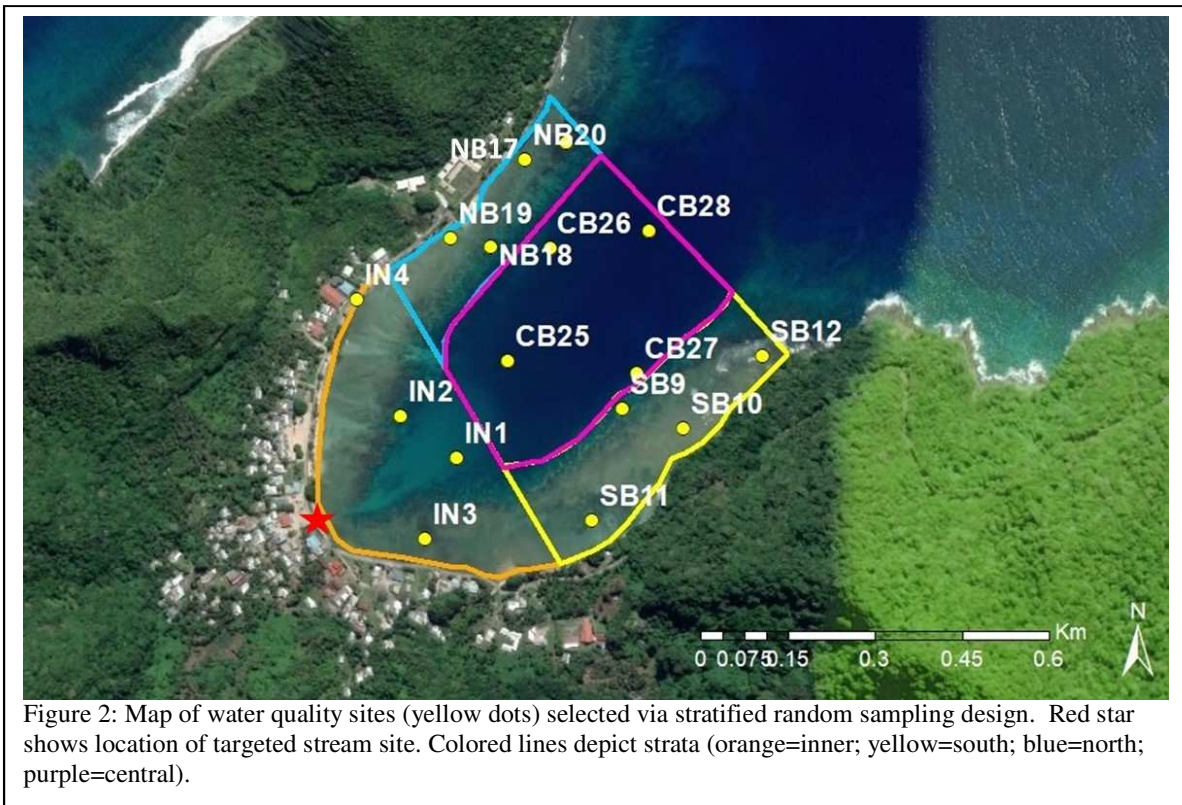 NB20
NB17
CB28
NB19
CB26
NB18
IN4
SB12
CB25
CB27
SB9
IN2
SB10
IN1
SB11
IN3
N
Km
0 0.075 0.15 0.3 0.45 0.6
Figure 2: Map of water quality sites (yellow dots) selected via stratified random sampling design. Red star
shows location of targeted stream site. Colored lines depict strata (orange=inner; yellow=south; blue=north;
purple=central).